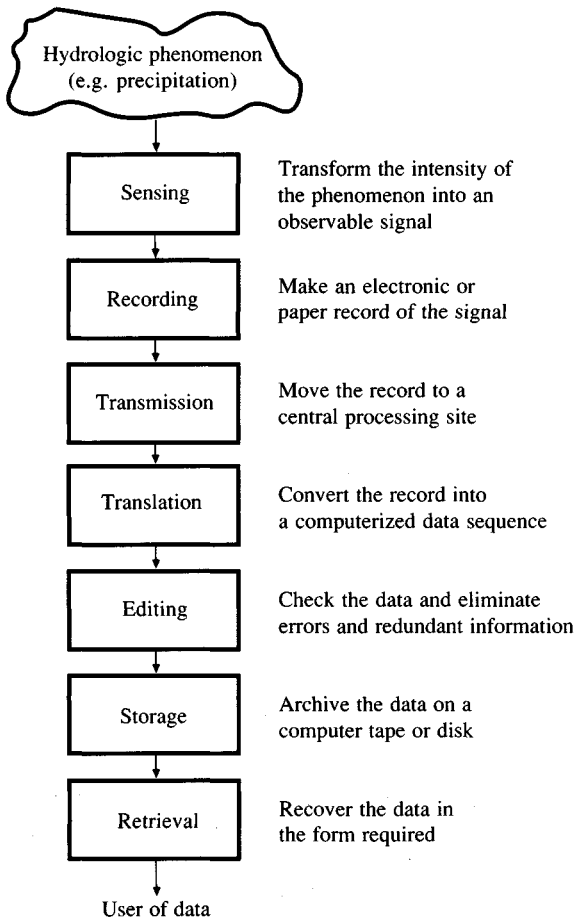 Hydrologic phenomenon
(e.g. precipitation)
Sensing
Transform the intensity of
the phenomenon into an
observable signal
Recording
Make an electronic or
paper record of the signal
Transmission
Move the record to a
central processing site
Translation
Convert the record into
a computerized data sequence
Editing
Check the data and eliminate
errors and redundant information
Storage
Archive the data on a
computer tape or disk
Retrieval
Recover the data in
the form required
User of data